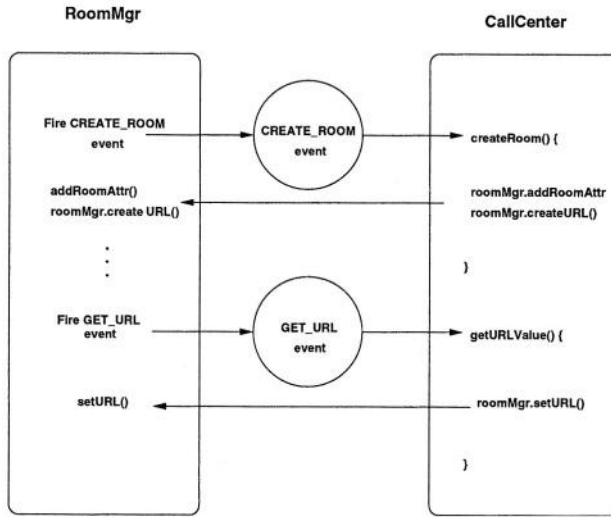 RoomMgr
CallCenter
Fire CREATE_ROOM
event
CREATE_ROOM
event
createRoom() {
addRoomAttr()
roomMgr.create URL()
roomMgr.addRoomAttr
roomMgr.createURL()
}
Fire GET_URL
event
GET_URL
event
getURLValue() {
setURL()
roomMgr.setURL()
}